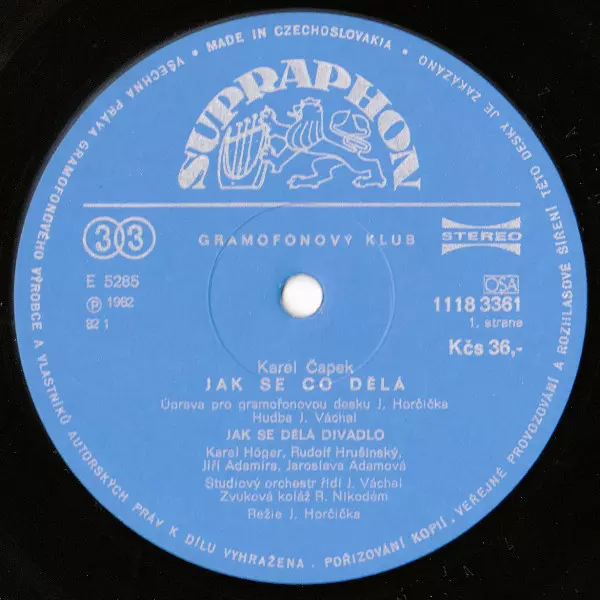 VŠECHNA PRÁVA GRAMOFONOVÉHO VÝROBCE A VLASTNÍKŮ AUTORSKÝCH PRÁV K DÍLU VYHRAŽENA. POŘIZOVÁNÍ KOPIÍ, VEŘEJNÉ PROVOZOVÁNÍ A ROZHLASOVÉ ŠÍŘENÍ TÉTO DESKY JE ZAKÁZÁNO
• MADE IN CZECHOSLOVAKIA •
SUPRAPHON
33
GRAMOFONOVÝ KLUB
STEREO
E 5285
Ⓟ 1982
82 1
OSA
1118 3361
1. strana
Kčs 36,-
Karel Čapek
JAK SE CO DĚLÁ
Úprava pro gramofonovou desku J. Horčička
Hudba J. Váchal
JAK SE DĚLÁ DIVADLO
Karel Höger, Rudolf Hrušínský,
Jiří Adamíra, Jaroslava Adamová
Studiový orchestr řídí J. Váchal
Zvuková koláž R. Nikodém
Režie J. Horčička